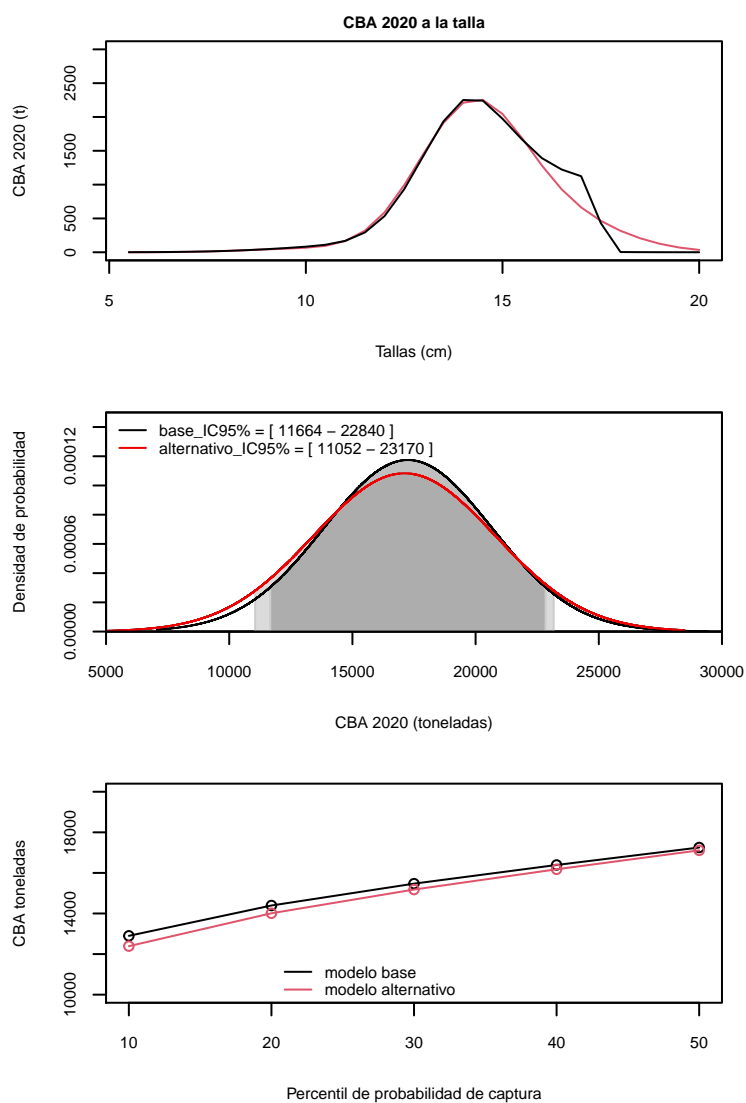 CBA 2020 a la talla
CBA 2020 (t)
2500
1500
500
0
5
10
15
20
Tallas (cm)
base_IC95% = [ 11664 − 22840 ]
alternativo_IC95% = [ 11052 − 23170 ]
Densidad de probabilidad
0.00012
0.00006
0.00000
5000
10000
15000
20000
25000
30000
CBA 2020 (toneladas)
CBA toneladas
18000
14000
10000
modelo base
modelo alternativo
10
20
30
40
50
Percentil de probabilidad de captura